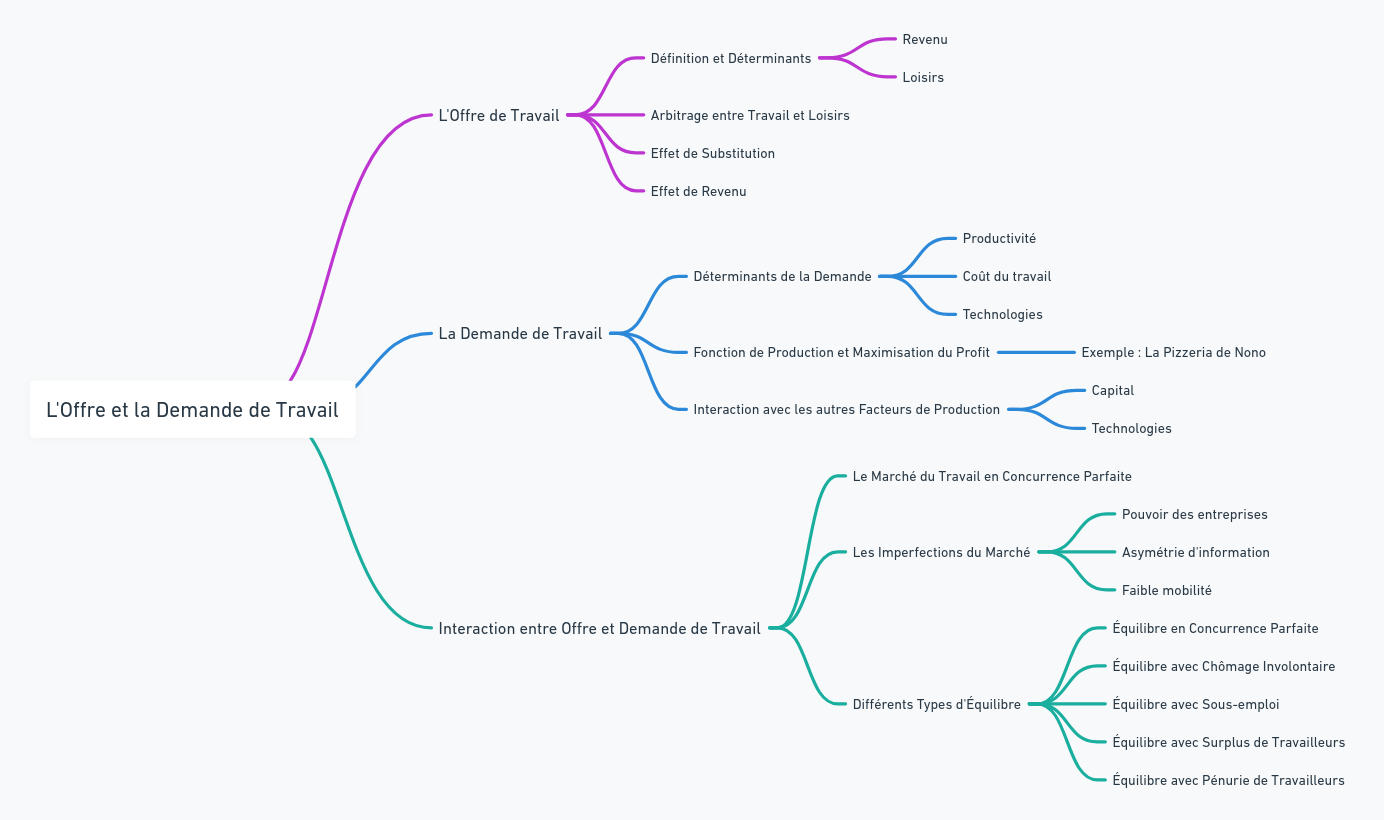 L'Offre et la Demande de Travail
L'Offre de Travail
Définition et Déterminants
Revenu
Loisirs
Arbitrage entre Travail et Loisirs
Effet de Substitution
Effet de Revenu
La Demande de Travail
Déterminants de la Demande
Productivité
Coût du travail
Technologies
Fonction de Production et Maximisation du Profit
Exemple : La Pizzeria de Nono
Interaction avec les autres Facteurs de Production
Capital
Technologies
Interaction entre Offre et Demande de Travail
Le Marché du Travail en Concurrence Parfaite
Les Imperfections du Marché
Pouvoir des entreprises
Asymétrie d'information
Faible mobilité
Différents Types d'Équilibre
Équilibre en Concurrence Parfaite
Équilibre avec Chômage Involontaire
Équilibre avec Sous-emploi
Équilibre avec Surplus de Travailleurs
Équilibre avec Pénurie de Travailleurs